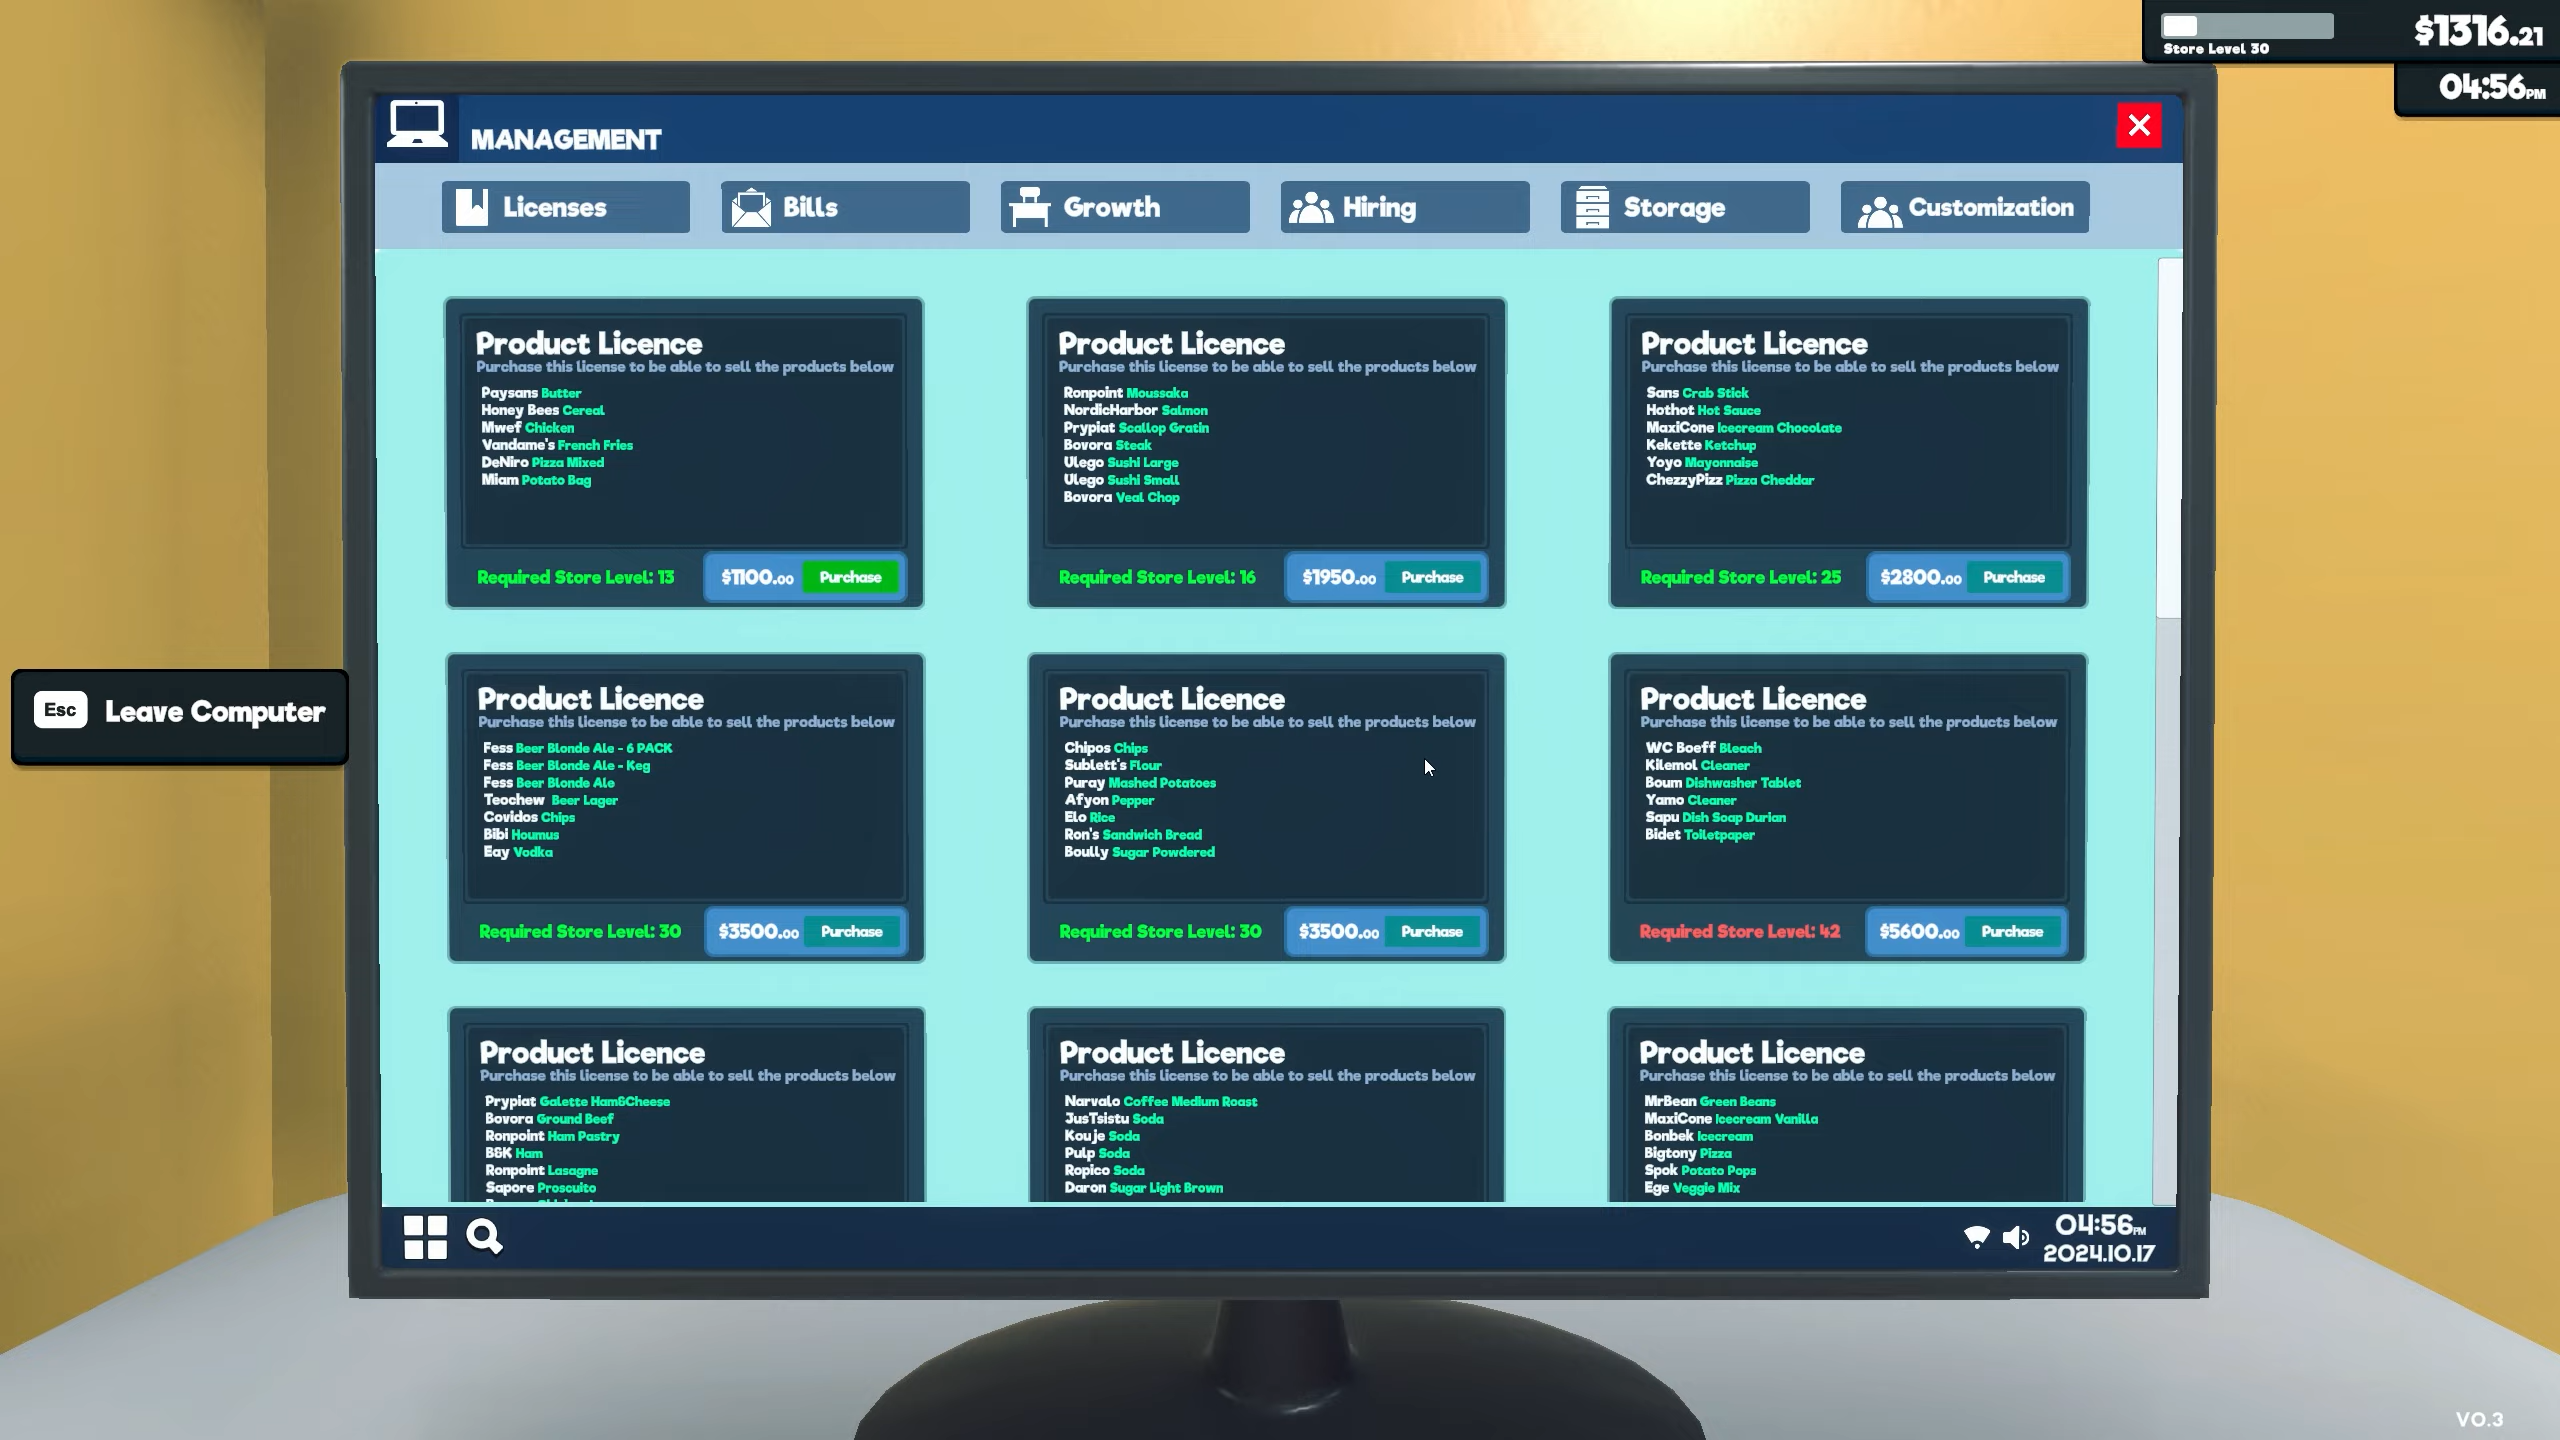 $1316.21
Store Level 30
04:56PM
MANAGEMENT
Licenses
Bills
Growth
Hiring
Storage
Customization
Product Licence
Purchase this license to be able to sell the products below
Paysans Butter
Honey Bees Cereal
Mwef Chicken
Vandame's French Fries
DeNiro Pizza Mixed
Miam Potato Bag
Required Store Level: 13
$1100.00
Purchase
Product Licence
Purchase this license to be able to sell the products below
Ronpoint Moussaka
NordicHarbor Salmon
Prypiat Scallop Gratin
Bovora Steak
Ulego Sushi Large
Ulego Sushi Small
Bovora Veal Chop
Required Store Level: 16
$1950.00
Purchase
Product Licence
Purchase this license to be able to sell the products below
Sans Crab Stick
Hothot Hot Sauce
MaxiCone Icecream Chocolate
Kekette Ketchup
Yoyo Mayonnaise
ChezzyPizz Pizza Cheddar
Required Store Level: 25
$2800.00
Purchase
Esc
Leave Computer
Product Licence
Purchase this license to be able to sell the products below
Fess Beer Blonde Ale - 6 PACK
Fess Beer Blonde Ale - Keg
Fess Beer Blonde Ale
Teochew Beer Lager
Covidos Chips
Bibi Houmus
Eay Vodka
Required Store Level: 30
$3500.00
Purchase
Product Licence
Purchase this license to be able to sell the products below
Chipos Chips
Sublett's Flour
Puray Mashed Potatoes
Afyon Pepper
Elo Rice
Ron's Sandwich Bread
Boully Sugar Powdered
Required Store Level: 30
$3500.00
Purchase
Product Licence
Purchase this license to be able to sell the products below
WC Boeff Bleach
Kilemol Cleaner
Boum Dishwasher Tablet
Yamo Cleaner
Sapu Dish Soap Durian
Bidet Toiletpaper
Required Store Level: 42
$5600.00
Purchase
Product Licence
Purchase this license to be able to sell the products below
Prypiat Galette Ham&Cheese
Bovora Ground Beef
Ronpoint Ham Pastry
B&K Ham
Ronpoint Lasagne
Sapore Proscuito
Product Licence
Purchase this license to be able to sell the products below
Narvalo Coffee Medium Roast
JusTsistu Soda
Kouje Soda
Pulp Soda
Ropico Soda
Daron Sugar Light Brown
Product Licence
Purchase this license to be able to sell the products below
MrBean Green Beans
MaxiCone Icecream Vanilla
Bonbek Icecream
Bigtony Pizza
Spok Potato Pops
Ege Veggie Mix
04:56PM
2024.10.17
V0.3